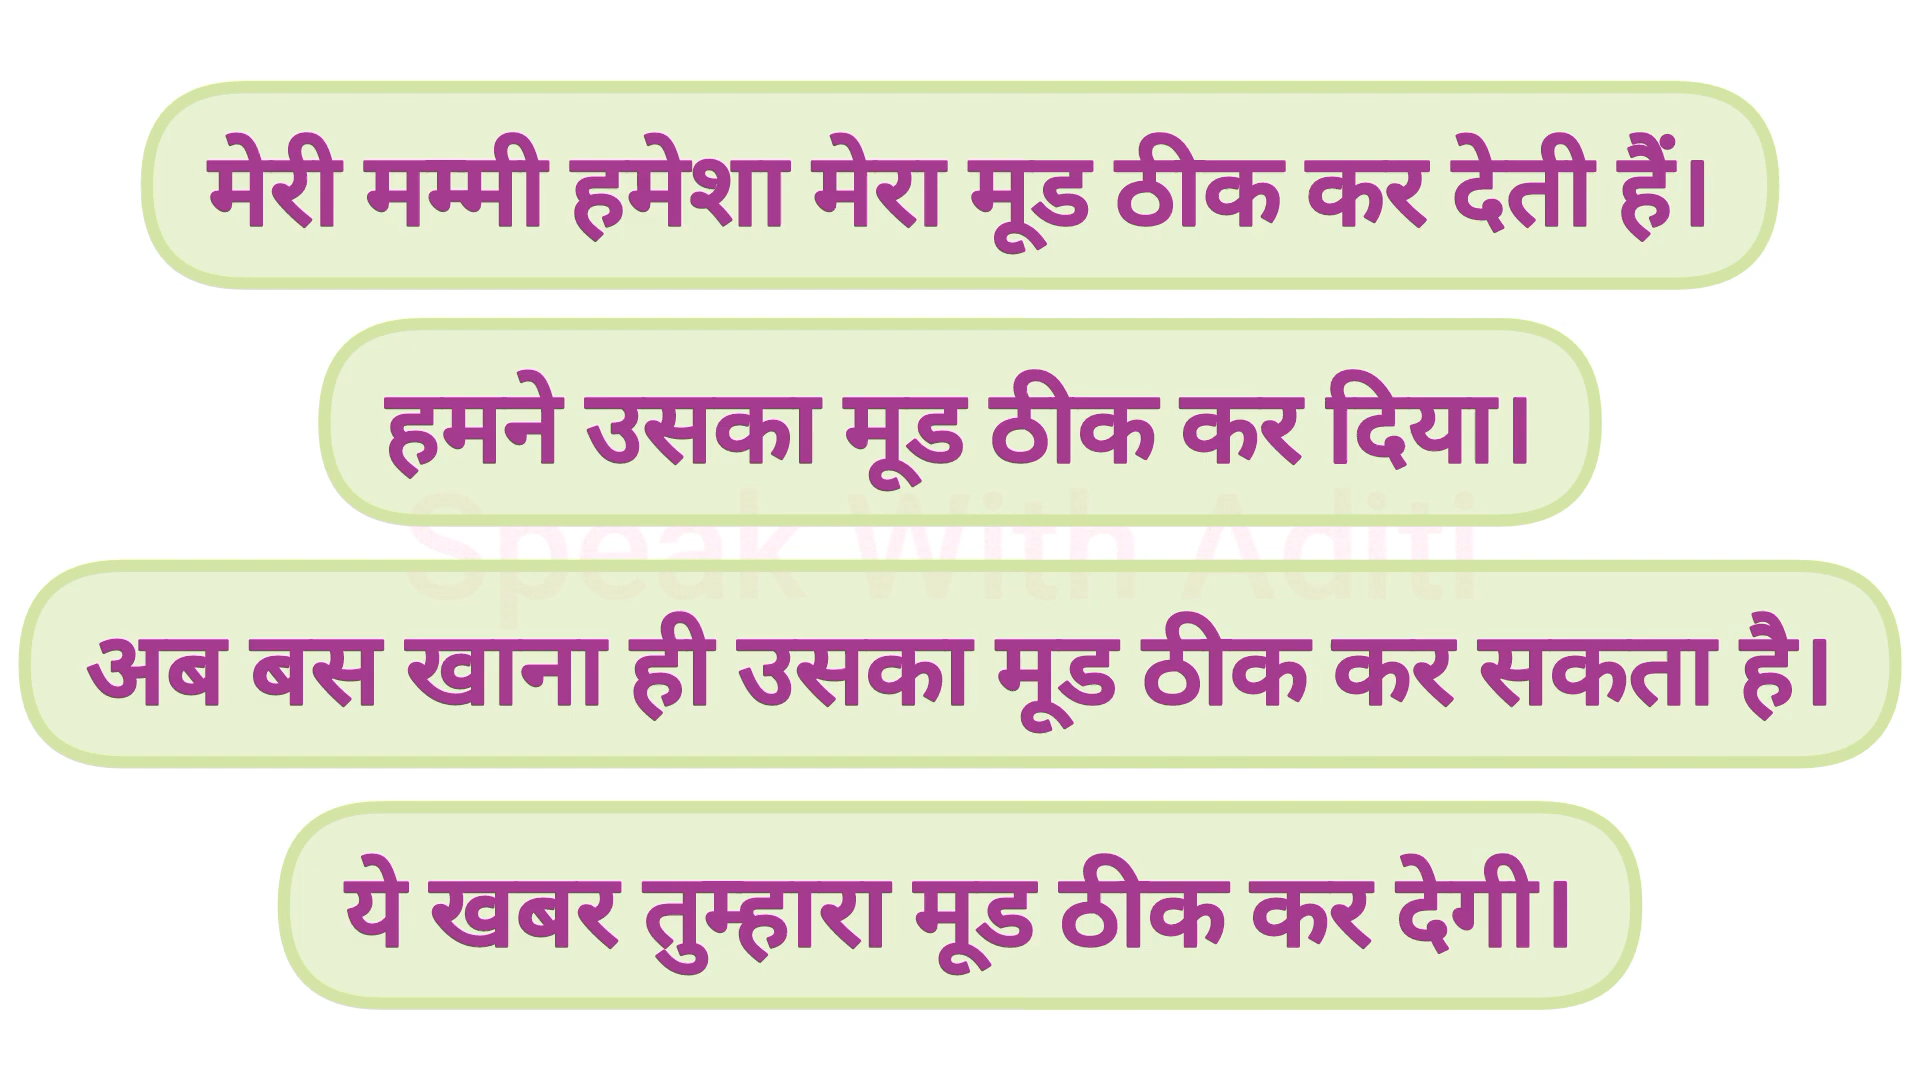 मेरी मम्मी हमेशा मेरा मूड ठीक कर देती हैं।
हमने उसका मूड ठीक कर दिया।
Speak With Aditi
अब बस खाना ही उसका मूड ठीक कर सकता है।
ये खबर तुम्हारा मूड ठीक कर देगी।